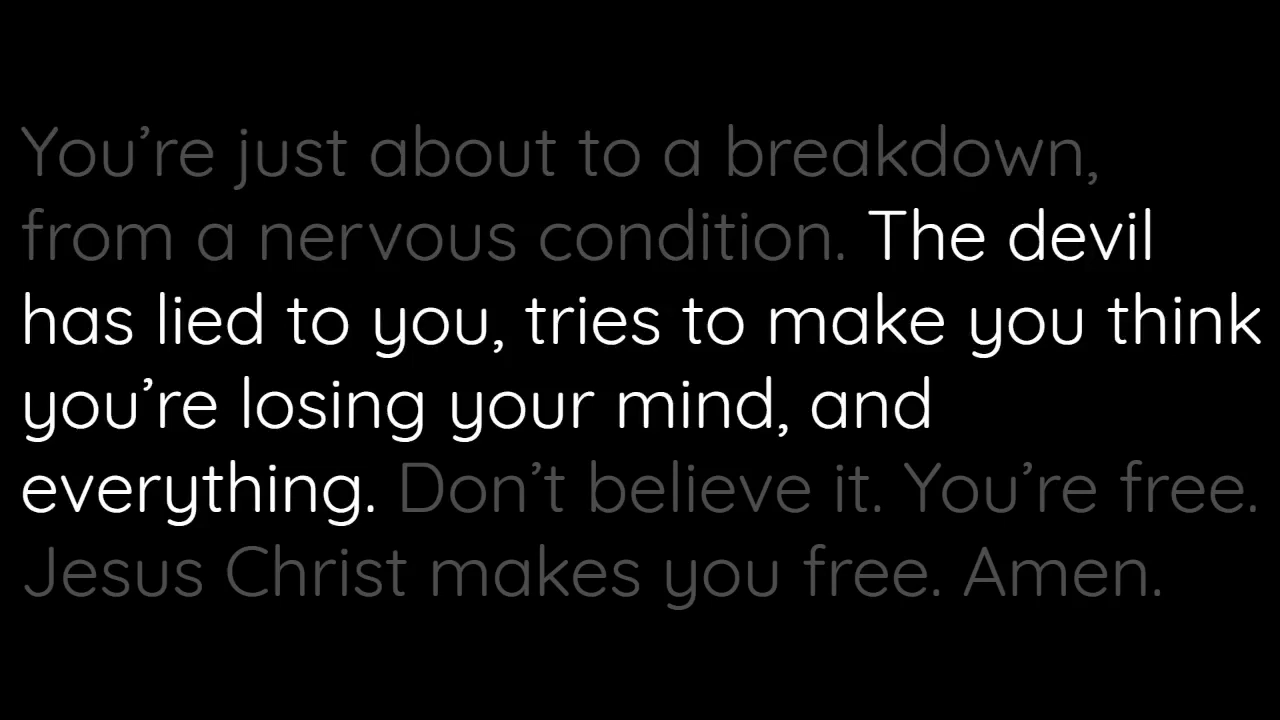 You’re just about to a breakdown,
from a nervous condition. The devil
has lied to you, tries to make you think
you’re losing your mind, and
everything. Don’t believe it. You’re free.
Jesus Christ makes you free. Amen.